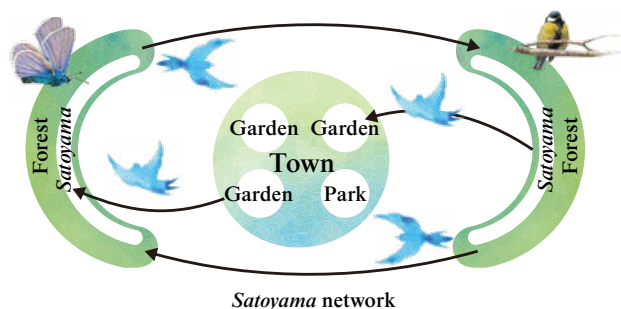 Forest
Satoyama
Garden Garden
Town
Garden Park
Satoyama
Forest
Satoyama network